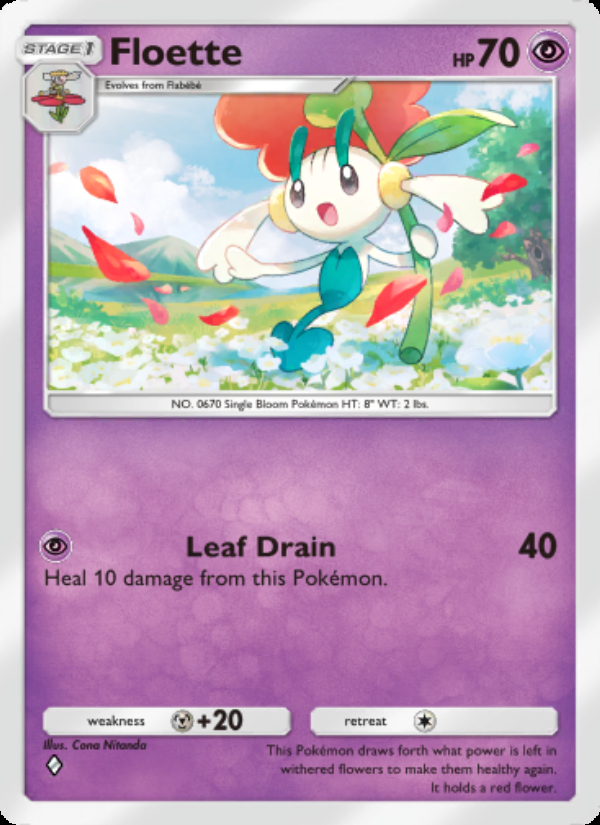 STAGE 1
Floette
HP 70
Evolves from Flabébé
NO. 0670 Single Bloom Pokémon HT: 8" WT: 2 lbs.
Leaf Drain 40
Heal 10 damage from this Pokémon.
weakness +20 retreat
Illus. Cona Nitanda
This Pokémon draws forth what power is left in
withered flowers to make them healthy again.
It holds a red flower.